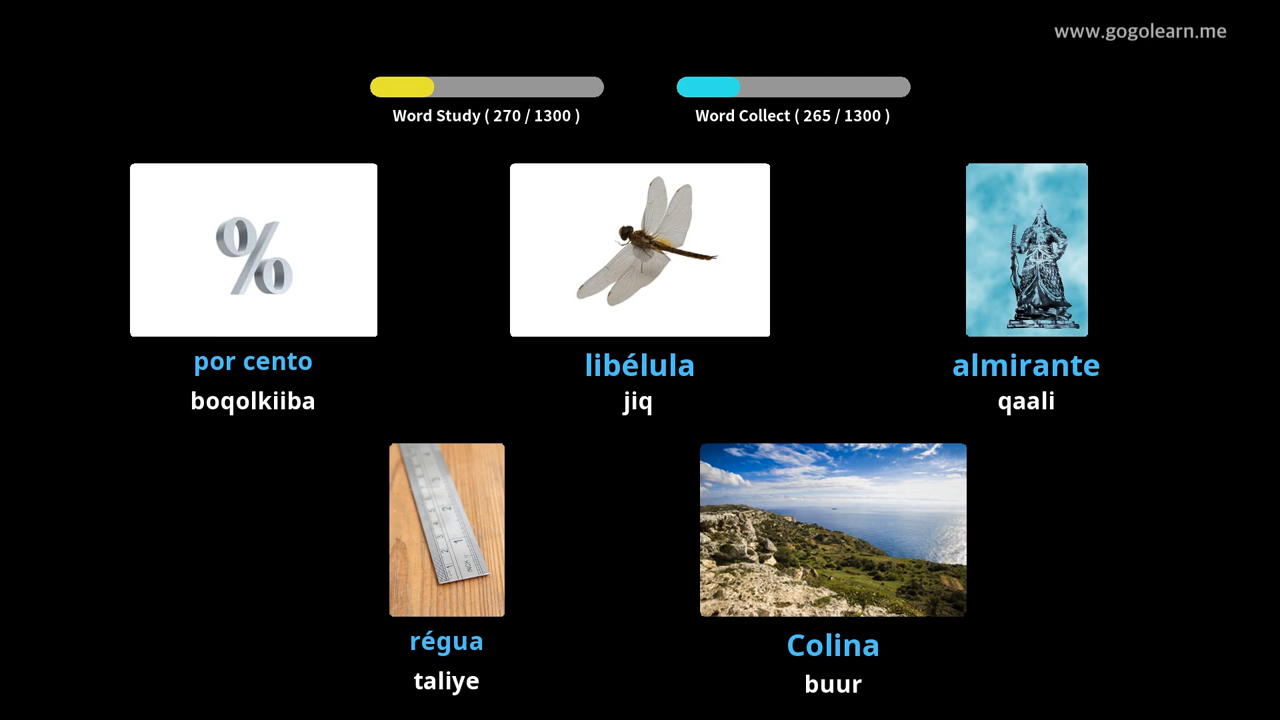 www.gogolearn.me
Word Study ( 270 / 1300 )
Word Collect ( 265 / 1300 )
%
por cento
boqolkiiba
libélula
jiq
almirante
qaali
régua
taliye
Colina
buur